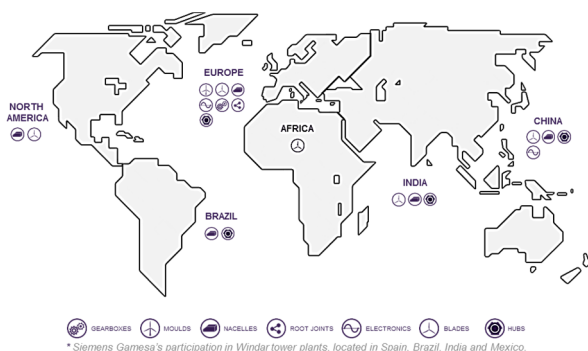 EUROPE
NORTH
AMERICA
AFRICA
CHINA
INDIA
BRAZIL
GEARBOXES MOULDS NACELLES ROOT JOINTS ELECTRONICS BLADES HUBS
* Siemens Gamesa's participation in Windar tower plants, located in Spain, Brazil, India and Mexico.